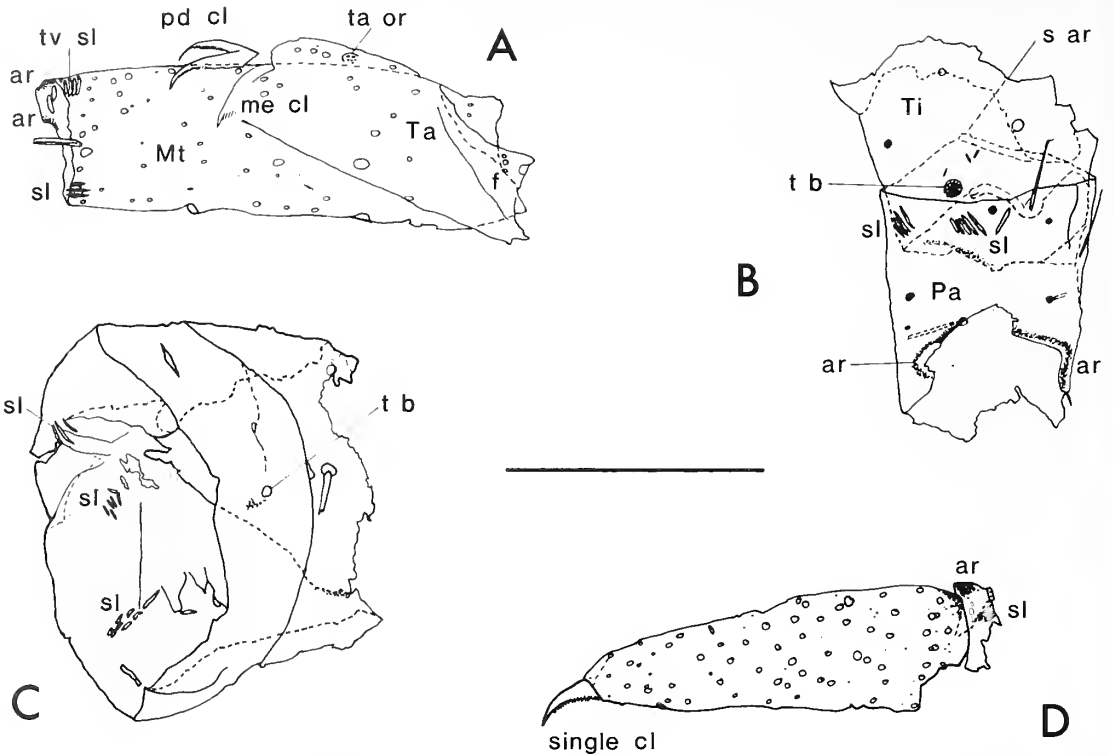 pd cl
ta or
tv sl
A
ar
me cl
ar
Mt
Ta
sl
f
s ar
Ti
t b
sl
sl
B
Pa
ar
ar
sl
t b
sl
sl
C
ar
sl
D
single cl